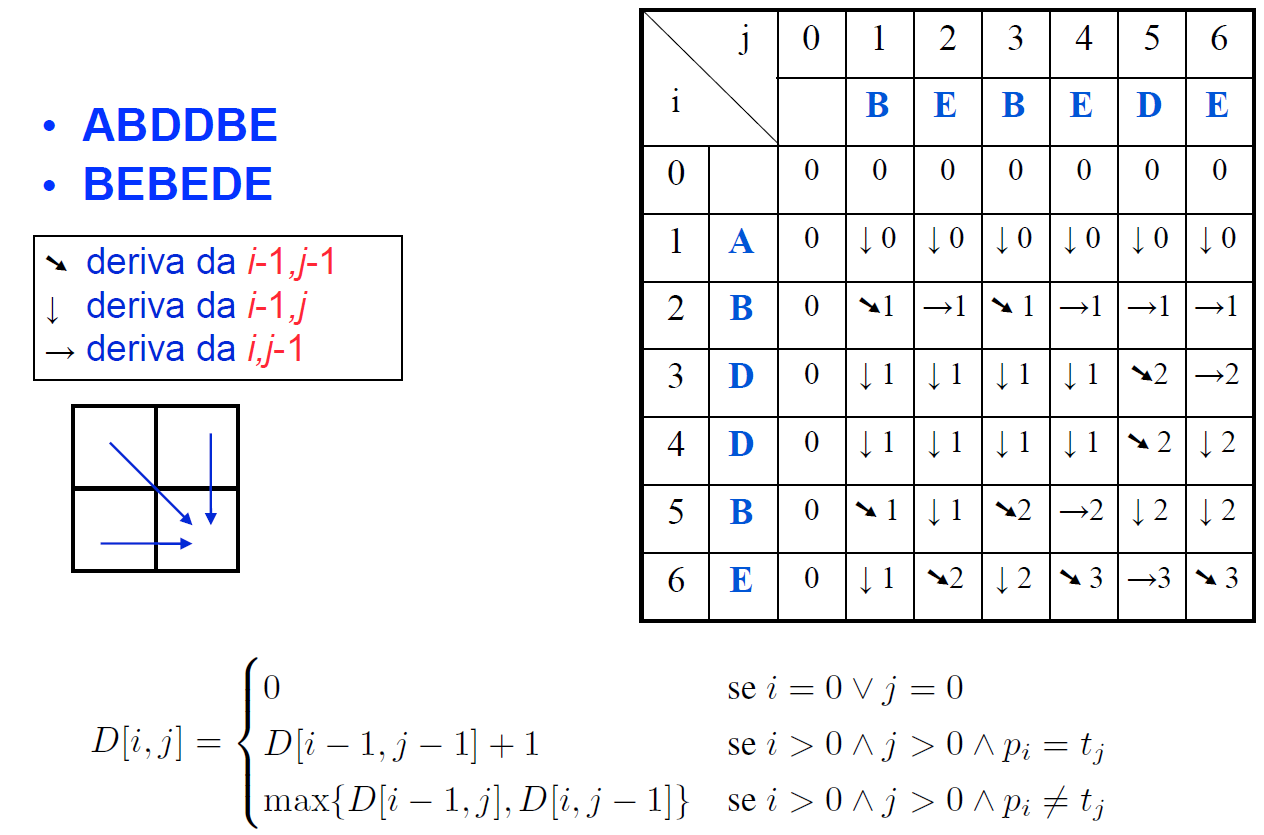 • ABDDBE
• BEBEDE
➘ deriva da i-1,j-1
↓ deriva da i-1,j
→ deriva da i,j-1
j 0 1 2 3 4 5 6
i B E B E D E
0 0 0 0 0 0 0 0
1 A 0 ↓0 ↓0 ↓0 ↓0 ↓0 ↓0
2 B 0 ➘1 →1 ➘1 →1 →1 →1
3 D 0 ↓1 ↓1 ↓1 ↓1 ➘2 →2
4 D 0 ↓1 ↓1 ↓1 ↓1 ➘2 ↓2
5 B 0 ➘1 ↓1 ➘2 →2 ↓2 ↓2
6 E 0 ↓1 ➘2 ↓2 ➘3 →3 ➘3
0 se i = 0 ∨ j = 0
D[i, j] = { D[i − 1, j − 1] + 1 se i > 0 ∧ j > 0 ∧ pᵢ = tⱼ
max{D[i − 1, j], D[i, j − 1]} se i > 0 ∧ j > 0 ∧ pᵢ ≠ tⱼ